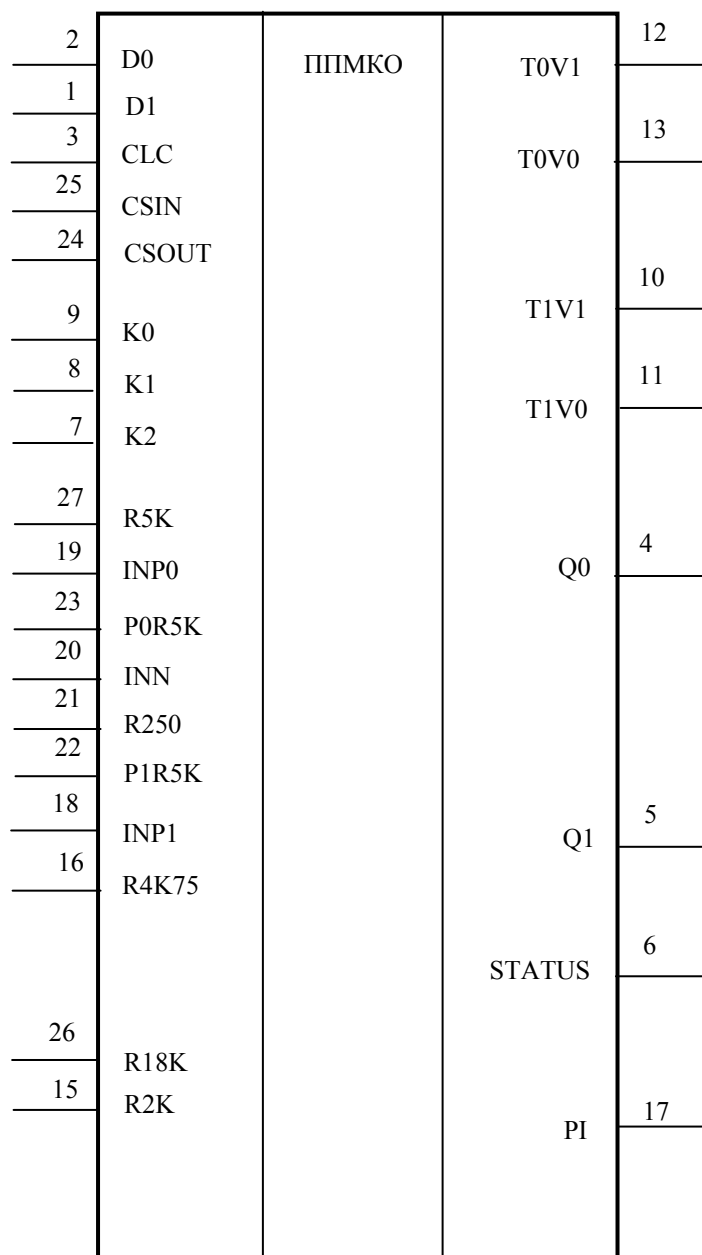 2 D0 ППМКО T0V1 12
1 D1
3 CLC T0V0 13
25 CSIN
24 CSOUT
9 K0 T1V1 10
8 K1
7 K2 T1V0 11
27 R5K
19 INP0 Q0 4
23 P0R5K
20 INN
21 R250
22 P1R5K
18 INP1 Q1 5
16 R4K75
STATUS 6
26 R18K
15 R2K
PI 17